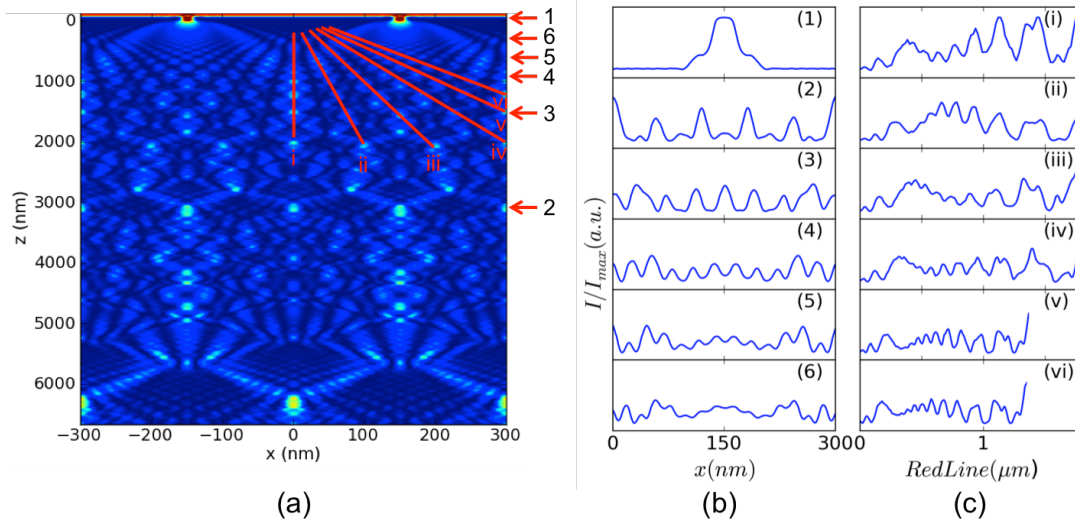 0
1000
2000
3000
4000
5000
6000
z (nm)
−300
−200
−100
0
100
200
300
x (nm)
i
ii
iii
iv
v
v
1
6
5
4
3
2
(a)
I/I_max(a.u.)
(1)
(2)
(3)
(4)
(5)
(6)
0
150
300
x(nm)
(b)
(i)
(ii)
(iii)
(iv)
(v)
(vi)
0
1
RedLine(μm)
(c)